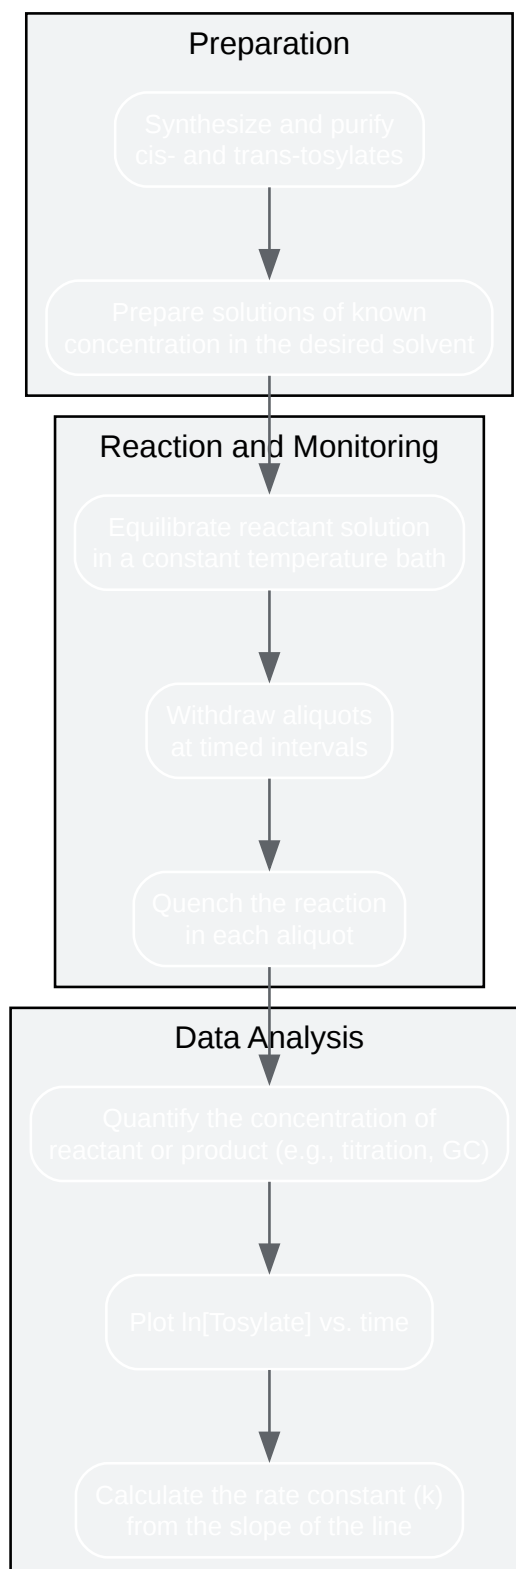 Preparation
Synthesize and purify
cis- and trans-tosylates
Prepare solutions of known
concentration in the desired solvent
Reaction and Monitoring
Equilibrate reactant solution
in a constant temperature bath
Withdraw aliquots
at timed intervals
Quench the reaction
in each aliquot
Data Analysis
Quantify the concentration of
reactant or product (e.g., titration, GC)
Plot ln[Tosylate] vs. time
Calculate the rate constant (k)
from the slope of the line